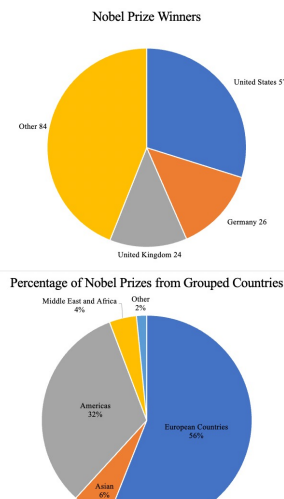 Nobel Prize Winners
United States
Other 84
Germany 26
United Kingdom 24
Percentage of Nobel Prizes from Grouped Countries
Middle East and Africa
4%
Other
2%
Americas
32%
European Countries
56%
Asian
6%